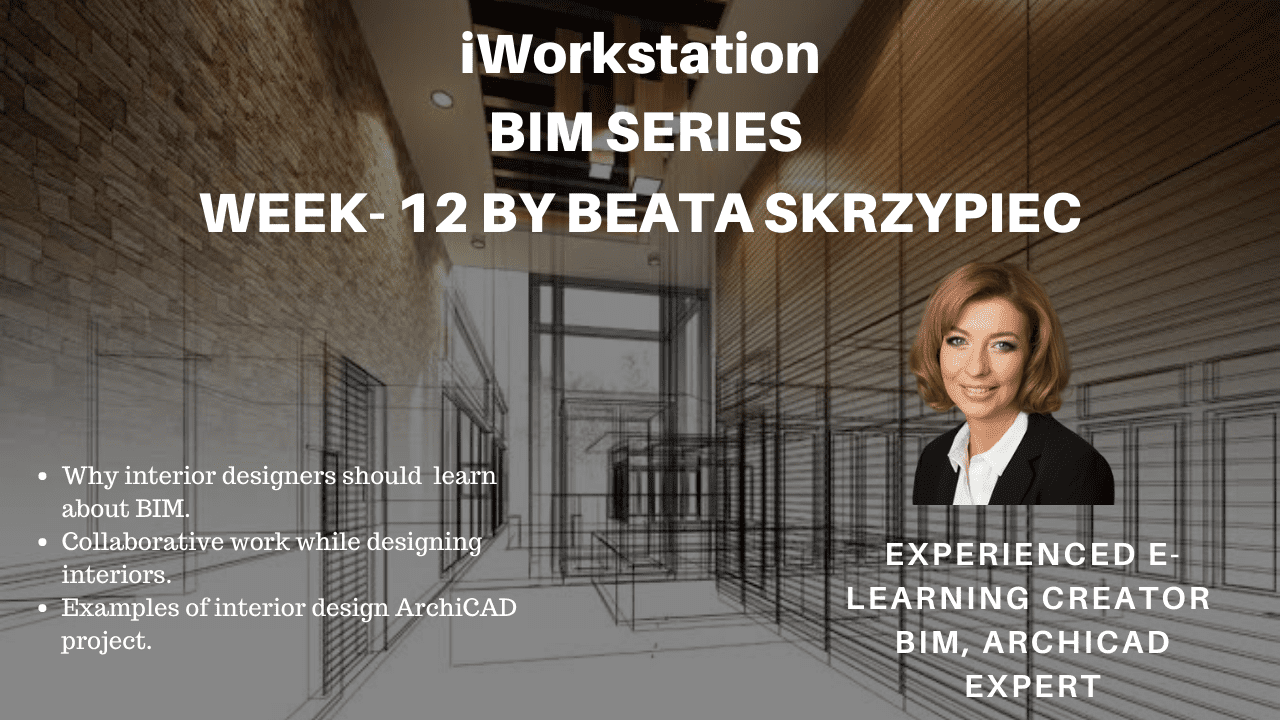 iWorkstation
BIM SERIES
WEEK- 12 BY BEATA SKRZYPIEC
• Why interior designers should  learn
about BIM.
• Collaborative work while designing
interiors.
• Examples of interior design ArchiCAD
project.
EXPERIENCED E-
LEARNING CREATOR
BIM, ARCHICAD
EXPERT